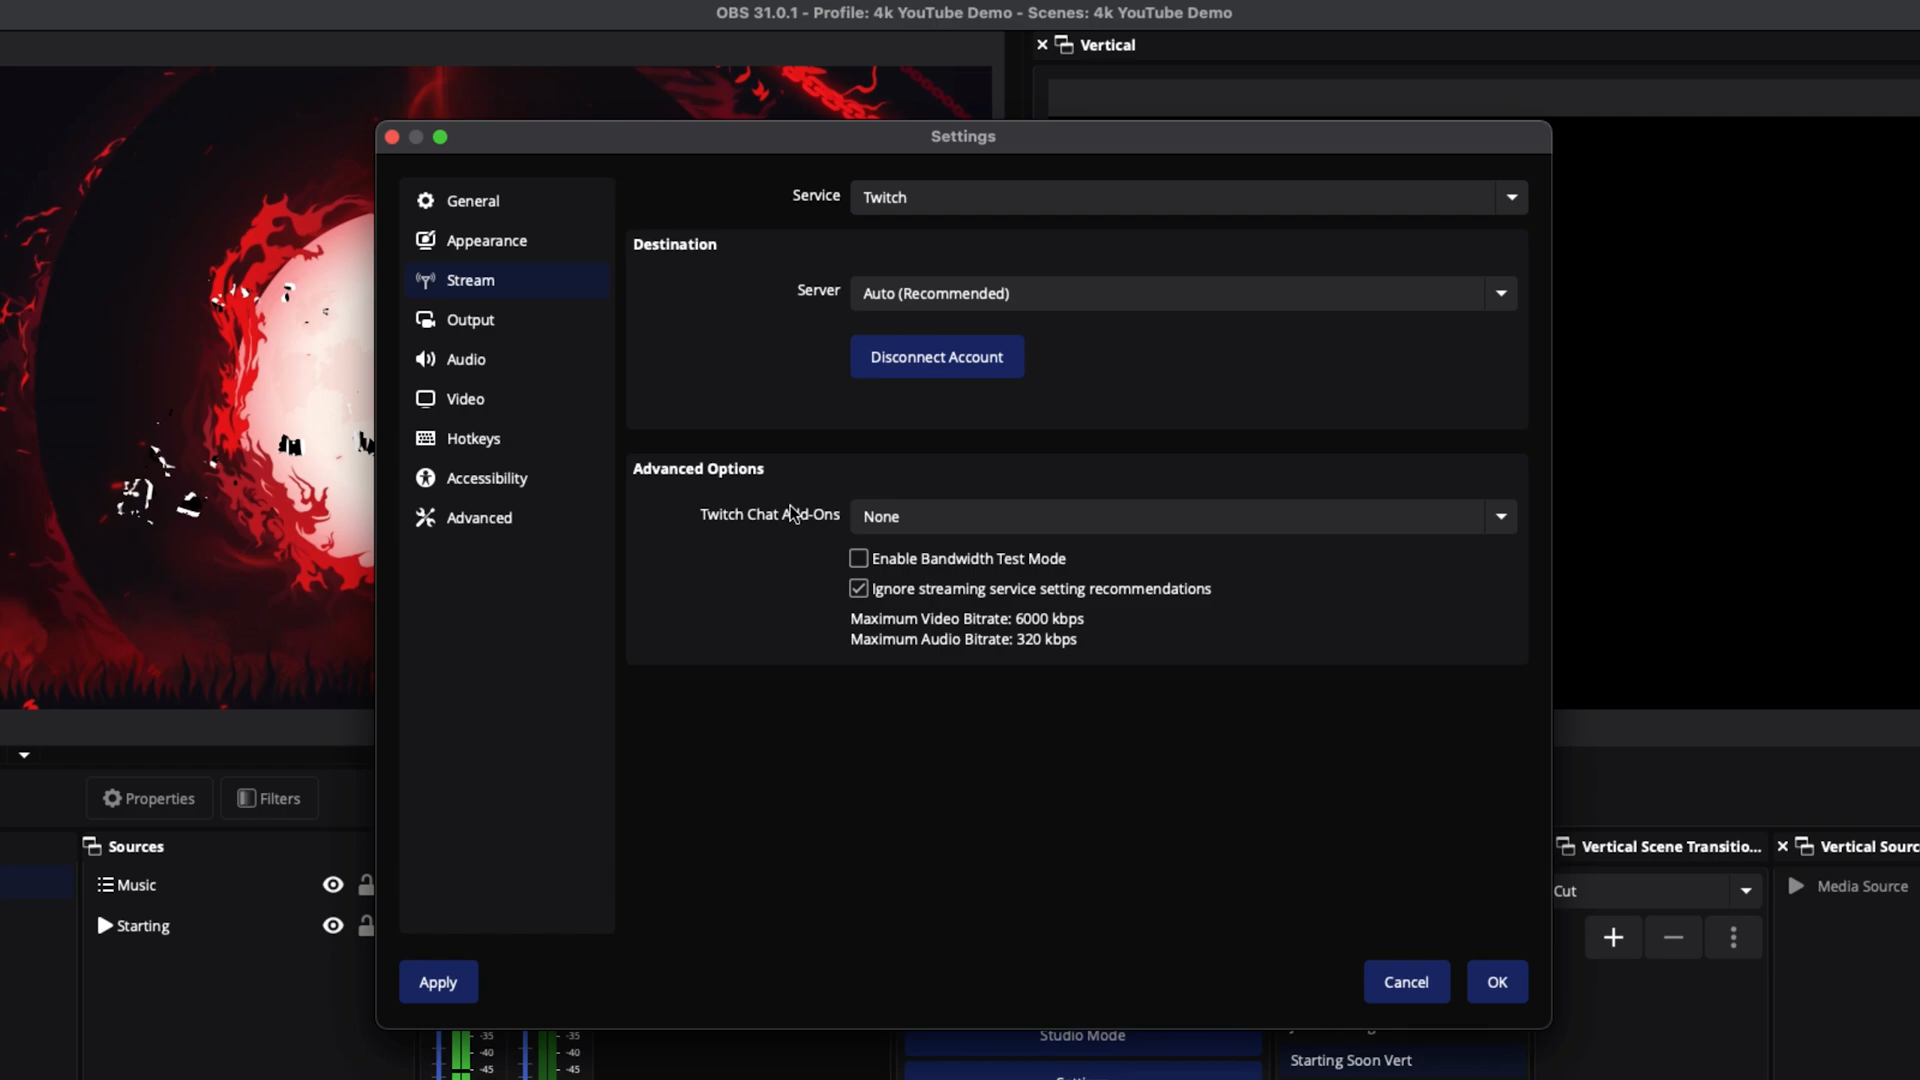 OBS 31.0.1 - Profile: 4k YouTube Demo - Scenes: 4k YouTube Demo
Vertical
Settings
General
Appearance
Stream
Output
Audio
Video
Hotkeys
Accessibility
Advanced
Service
Twitch
Destination
Server
Auto (Recommended)
Disconnect Account
Advanced Options
Twitch Chat Add-Ons
None
Enable Bandwidth Test Mode
Ignore streaming service setting recommendations
Maximum Video Bitrate: 6000 kbps
Maximum Audio Bitrate: 320 kbps
Apply
Cancel
OK
Properties
Filters
Sources
Music
Starting
Vertical Scene Transitio...
Vertical Sourc
Cut
Media Source
-35
-40
-45
-35
-40
-45
Studio Mode
Starting Soon Vert